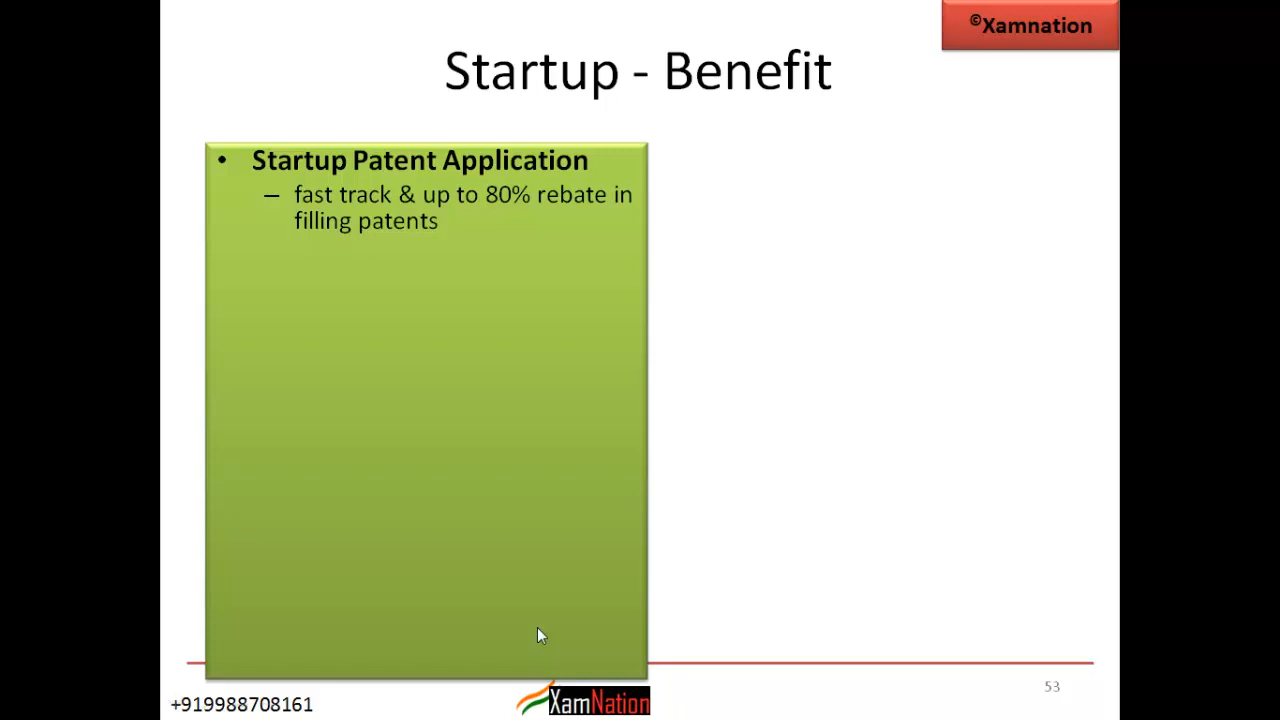 ©Xamnation
Startup - Benefit
• Startup Patent Application
– fast track & up to 80% rebate in
filling patents
53
+919988708161
XamNation